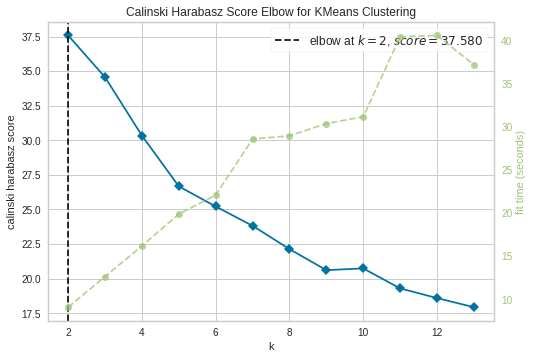 Calinski Harabasz Score Elbow for KMeans Clustering
elbow at k = 2, score = 37.580
calinski harabasz score
37.5
35.0
32.5
30.0
27.5
25.0
22.5
20.0
17.5
40
35
30
25
20
15
10
fit time (seconds)
2 4 6 8 10 12
k